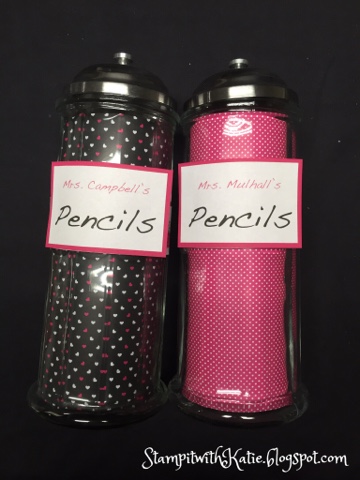 Mrs. Campbell's
Pencils
Mrs. Mulhall's
Pencils
StampitwithKatie.blogspot.com